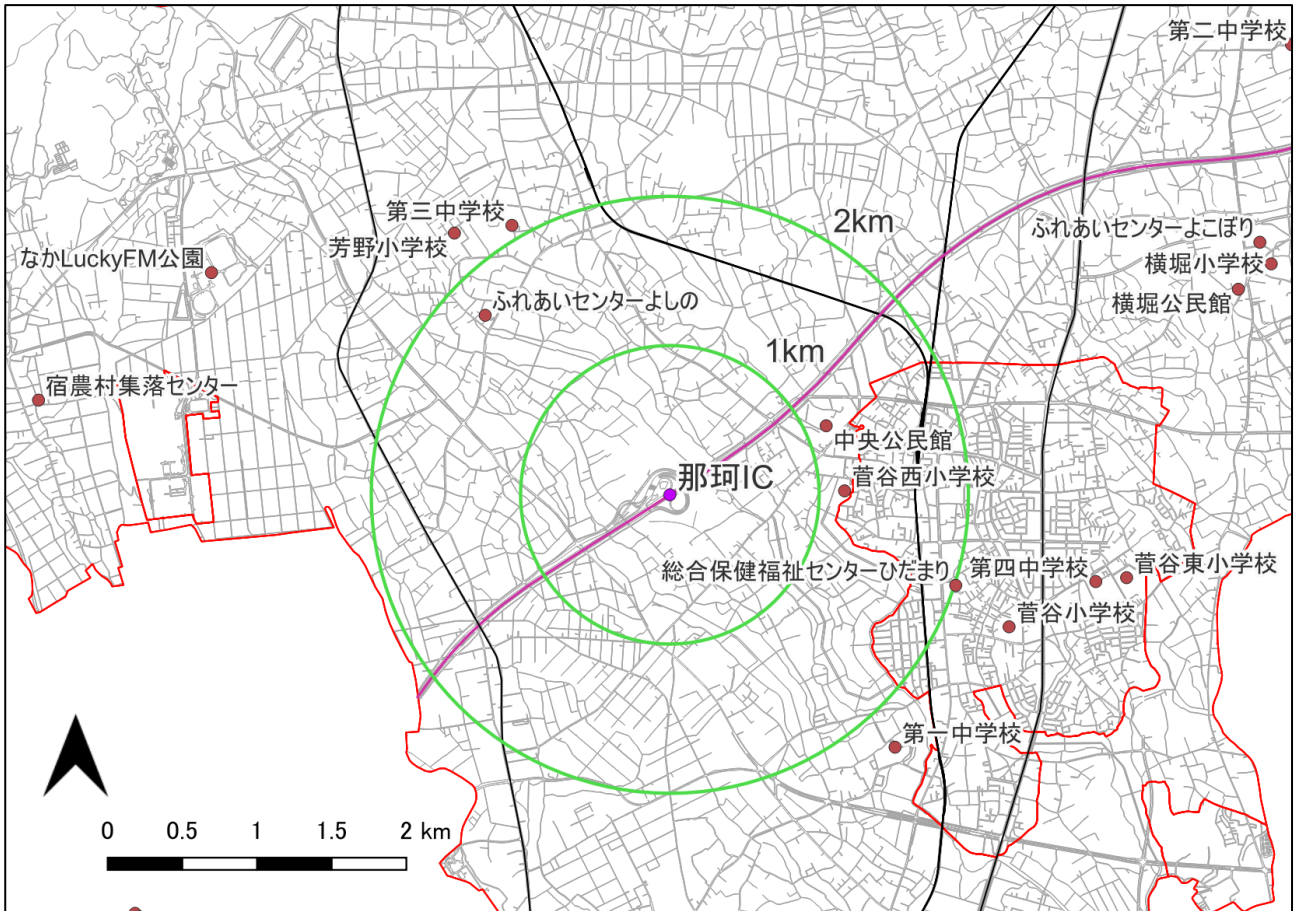 第二中学校
第三中学校
2km
芳野小学校
ふれあいセンターよこぼり
なかLuckyFM公園
横堀小学校
ふれあいセンターよしの
横堀公民館
1km
宿農村集落センター
中央公民館
那珂IC
菅谷西小学校
総合保健福祉センターひだまり
第四中学校
菅谷東小学校
菅谷小学校
第一中学校
0 0.5 1 1.5 2 km